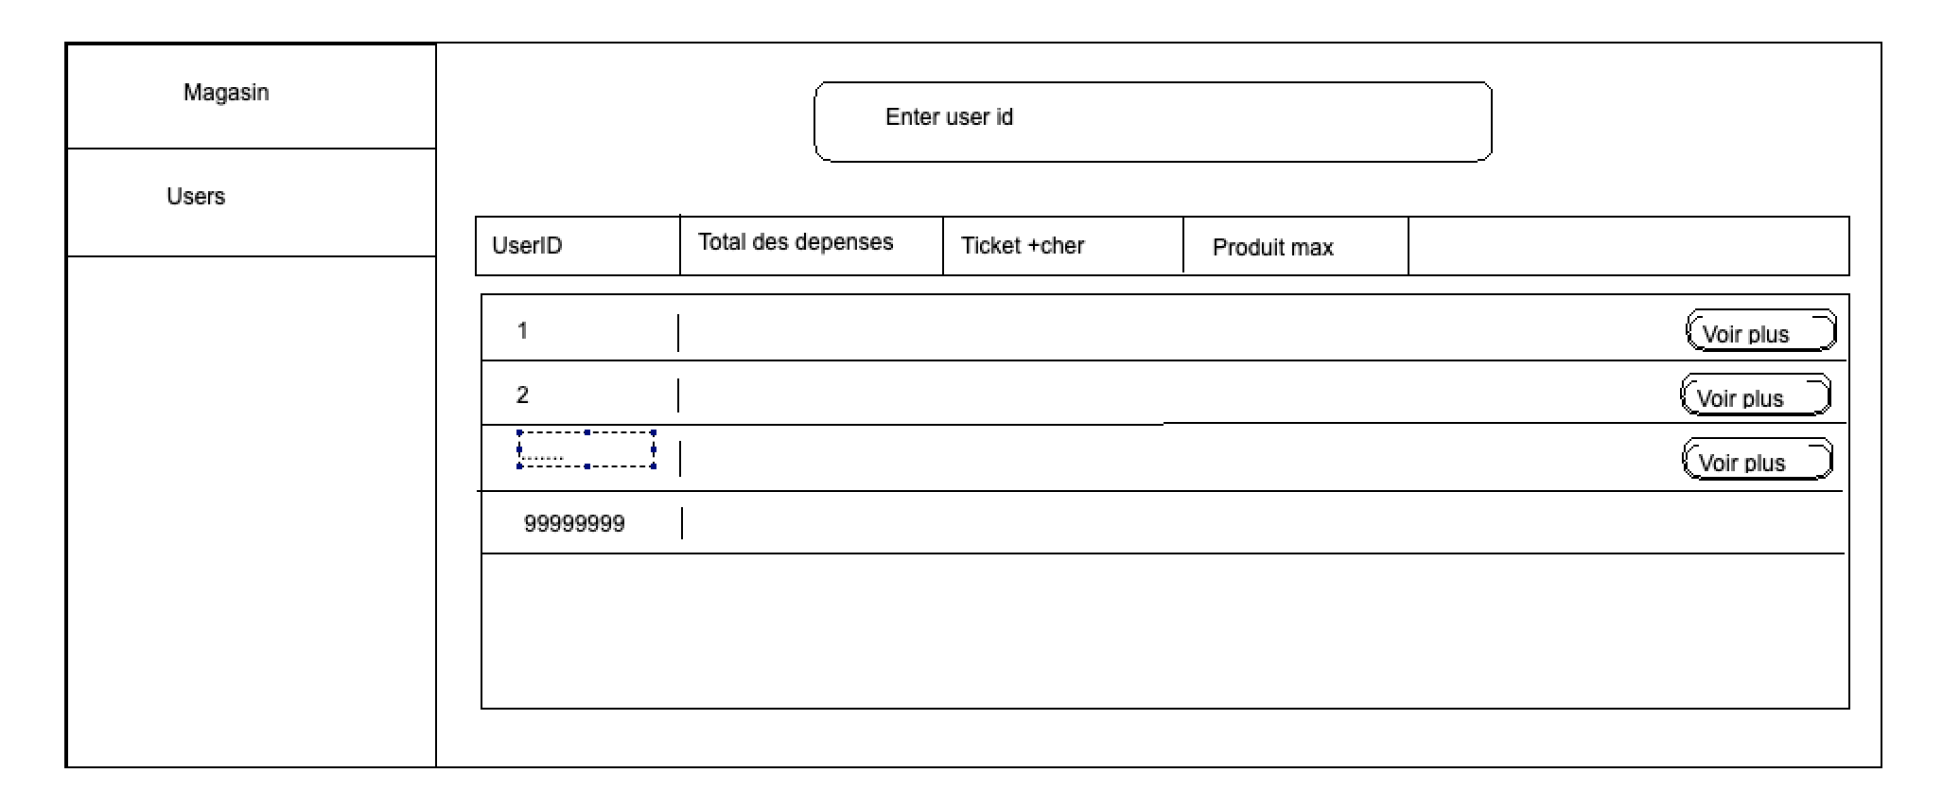 Magasin
Users
Enter user id
UserID
Total des depenses
Ticket +cher
Produit max
1
Voir plus
2
Voir plus
.......
Voir plus
99999999